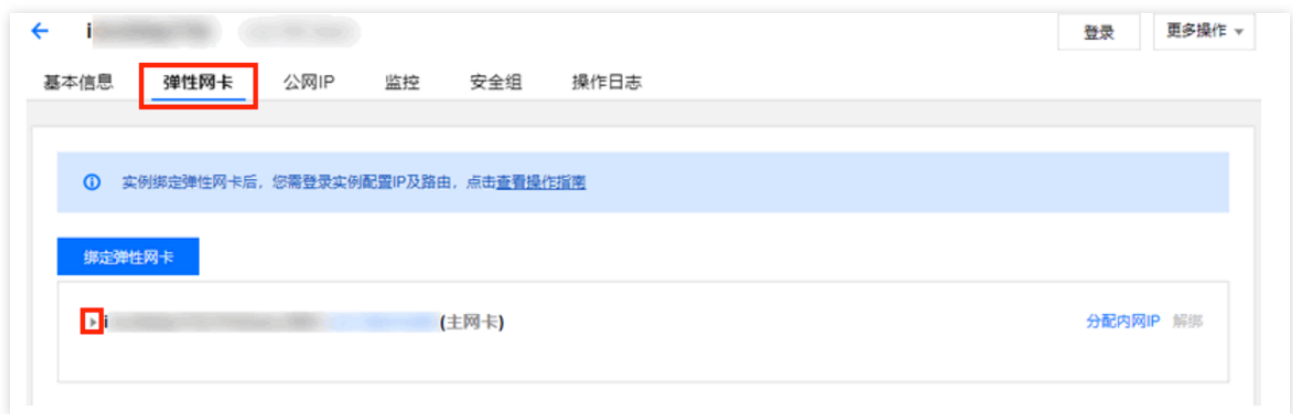 i
登录 更多操作
基本信息 弹性网卡 公网IP 监控 安全组 操作日志
实例绑定弹性网卡后，您需登录实例配置IP及路由，点击查看操作指南
绑定弹性网卡
i (主网卡) 分配内网IP 解绑